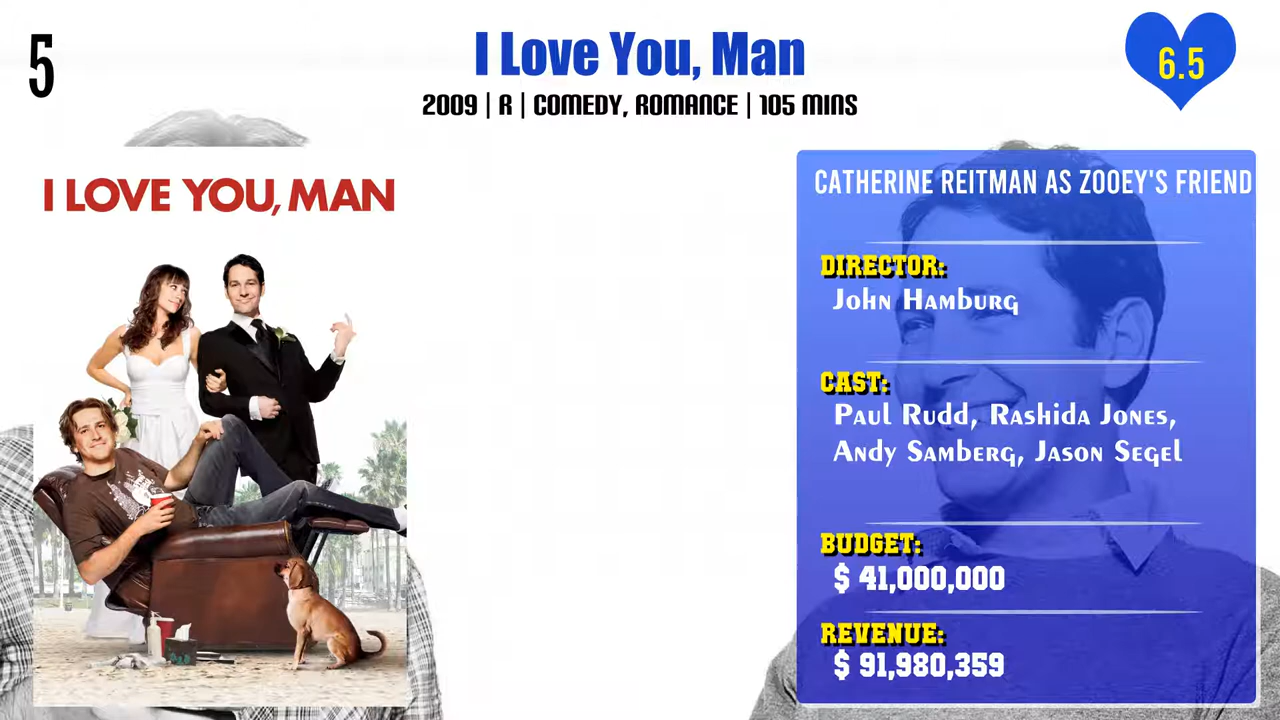 5
I Love You, Man
6.5
2009 | R | COMEDY, ROMANCE | 105 MINS
I LOVE YOU, MAN
CATHERINE REITMAN AS ZOOEY'S FRIEND
DIRECTOR:
John Hamburg
CAST:
Paul Rudd, Rashida Jones,
Andy Samberg, Jason Segel
BUDGET:
$ 41,000,000
REVENUE:
$ 91,980,359